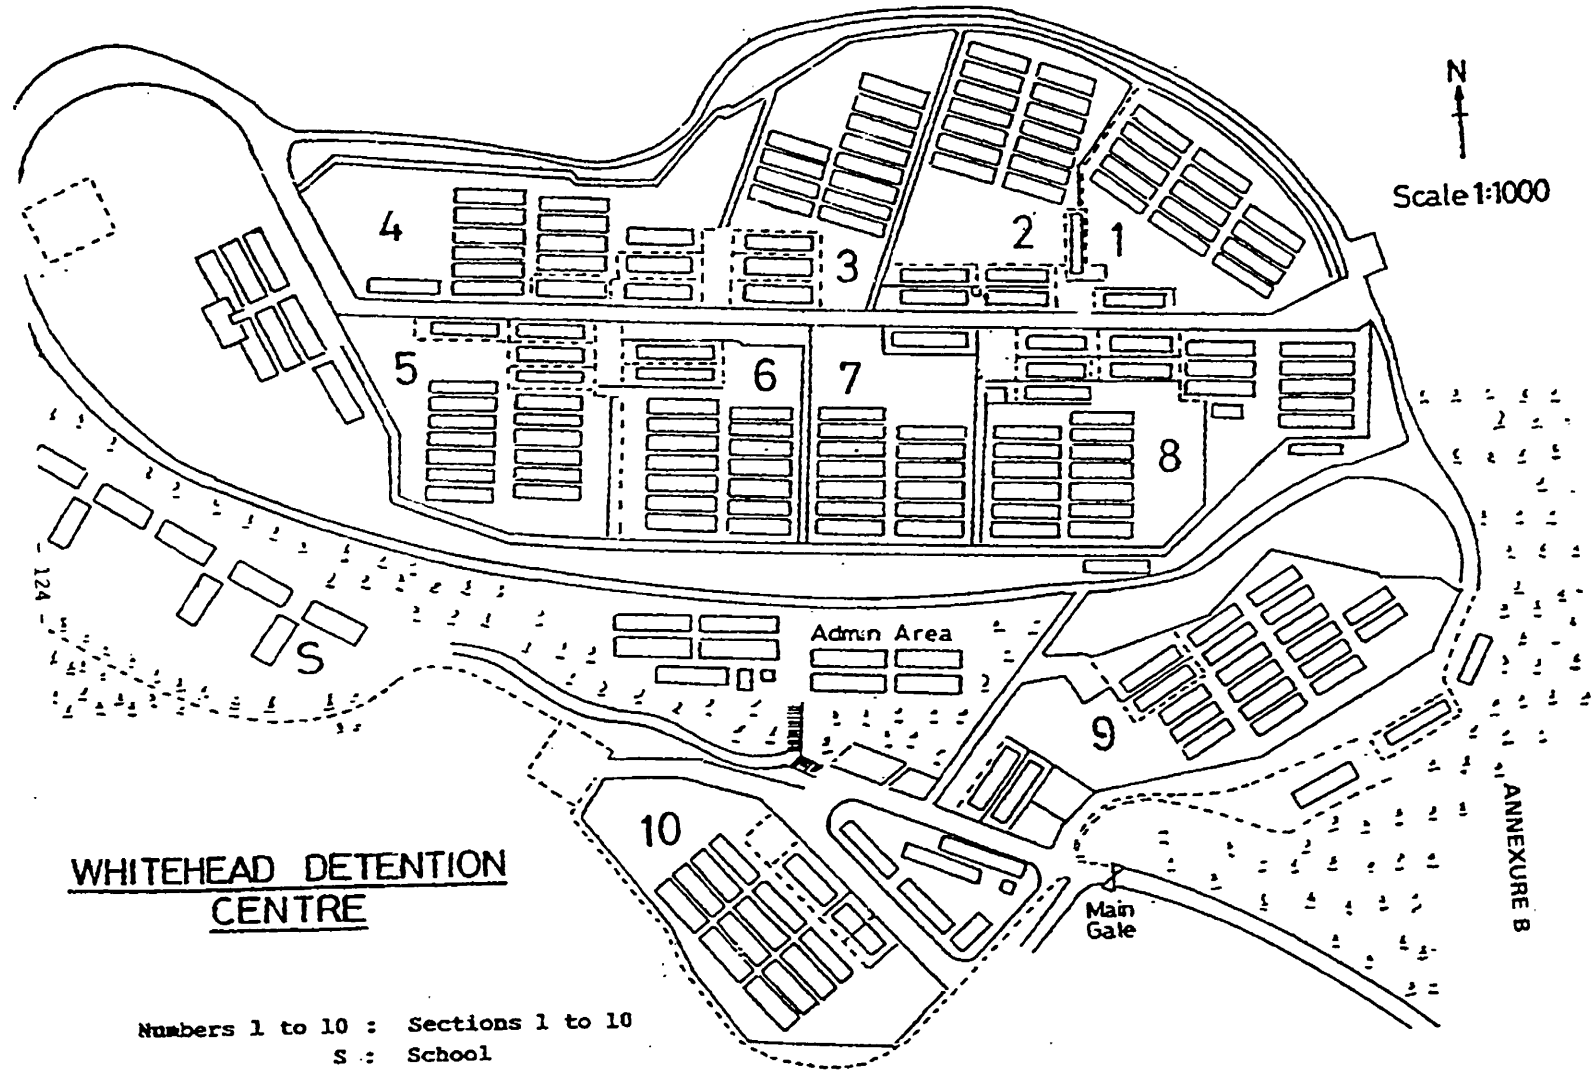 N
Scale 1:1000
4
3
2
1
5
6
7
8
- 124 -
S
Admin Area
9
10
WHITEHEAD DETENTION
CENTRE
Main
Gate
ANNEXURE B
Numbers 1 to 10 : Sections 1 to 10
S : School